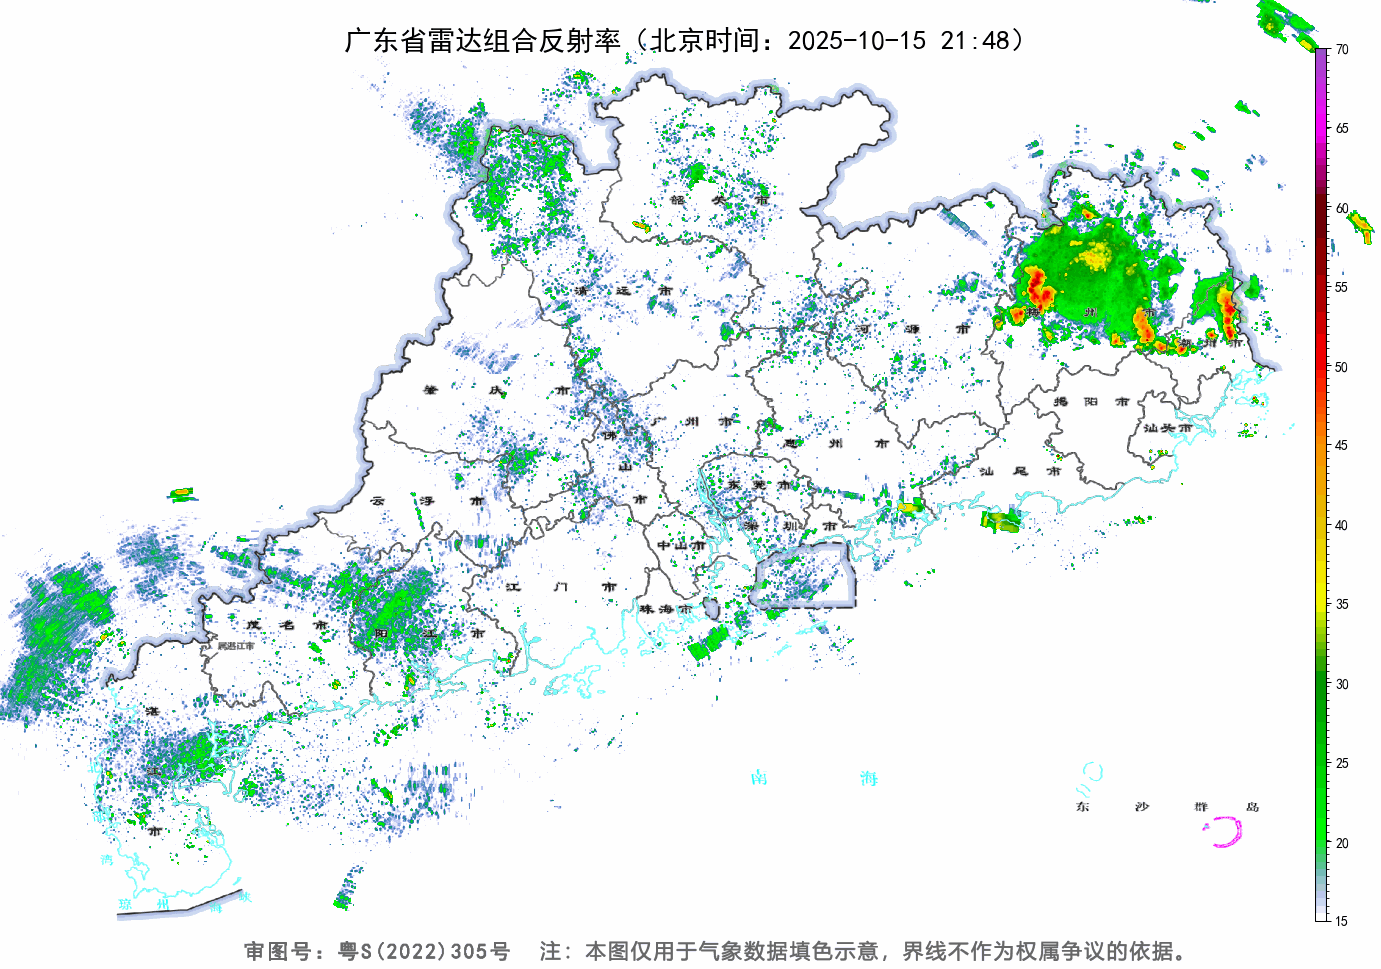 广东省雷达组合反射率（北京时间：2025-10-15 21:48）
70
65
60
55
50
45
40
35
30
25
20
15
韶关市
清远市
河源市
梅州市
潮州市
肇庆市
广州市
揭阳市
汕头市
佛山市
惠州市
汕尾市
东莞市
云浮市
深圳市
中山市
江门市
珠海市
茂名市
阳江市
属湛江市
湛江市
北部湾
南海
东沙群岛
琼州海峡
审图号：粤S(2022)305号 注：本图仅用于气象数据填色示意，界线不作为权属争议的依据。